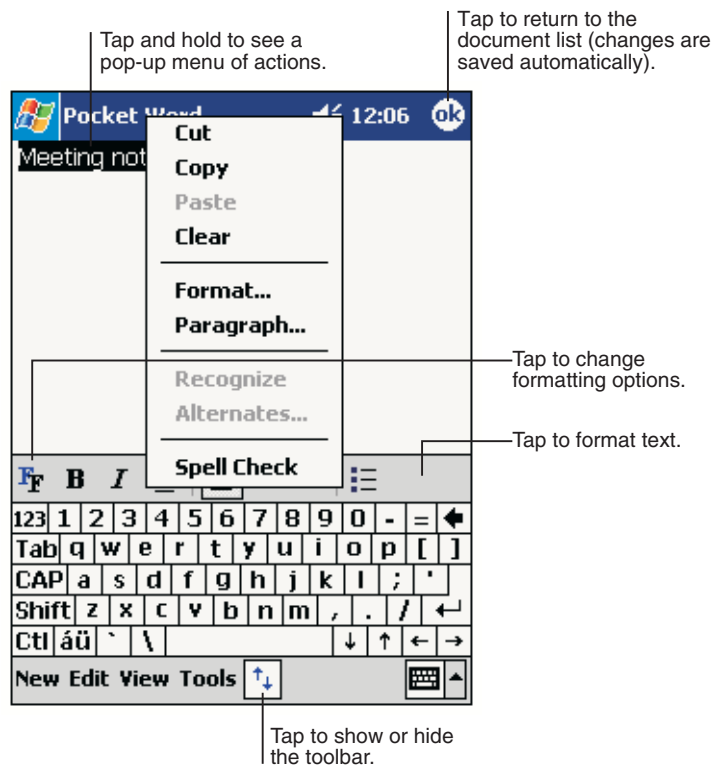 Tap to return to the
document list (changes are
saved automatically).
Tap and hold to see a
pop-up menu of actions.
Pocket Word 12:06 ok
Meeting not
Cut
Copy
Paste
Clear
Format...
Paragraph...
Recognize
Alternates...
Spell Check
Tap to change
formatting options.
Tap to format text.
FF B I
123 1 2 3 4 5 6 7 8 9 0 - =
Tab q w e r t y u i o p [ ]
CAP a s d f g h j k l ; '
Shift z x c v b n m , . /
Ctl áü ` \ ↓ ↑ ← →
New Edit View Tools
Tap to show or hide
the toolbar.